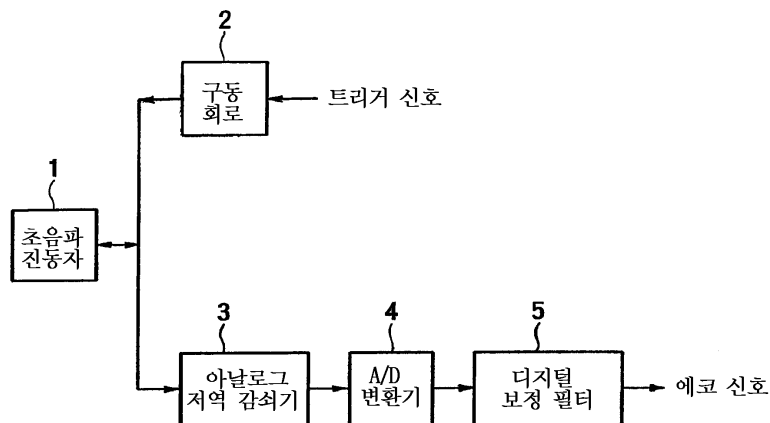 2
구동
회로
트리거 신호
1
초음파
진동자
3
아날로그
저역 감쇠기
4
A/D
변환기
5
디지털
보정 필터
에코 신호